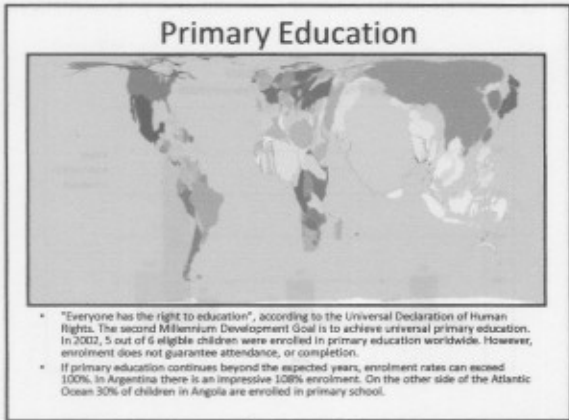 Primary Education
• "Everyone has the right to education", according to the Universal Declaration of Human
Rights. The second Millennium Development Goal is to achieve universal primary education.
In 2002, 5 out of 6 eligible children were enrolled in primary education worldwide. However,
enrolment does not guarantee attendance, or completion.
• If primary education continues beyond the expected years, enrolment rates can exceed
100%. In Argentina there is an impressive 108% enrolment. On the other side of the Atlantic
Ocean 30% of children in Angola are enrolled in primary school.